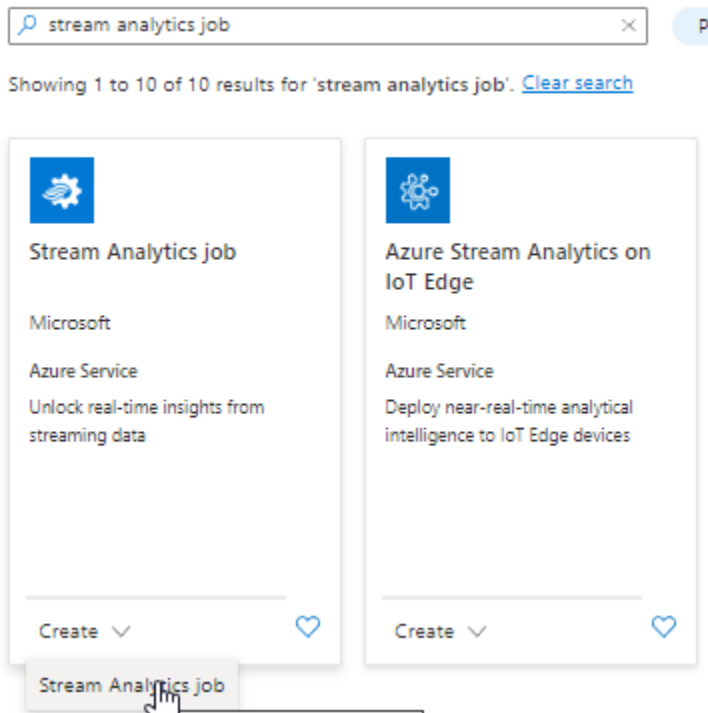 stream analytics job
P
Showing 1 to 10 of 10 results for 'stream analytics job'. Clear search
Stream Analytics job
Microsoft
Azure Service
Unlock real-time insights from
streaming data
Create
Stream Analytics job
Azure Stream Analytics on
IoT Edge
Microsoft
Azure Service
Deploy near-real-time analytical
intelligence to IoT Edge devices
Create